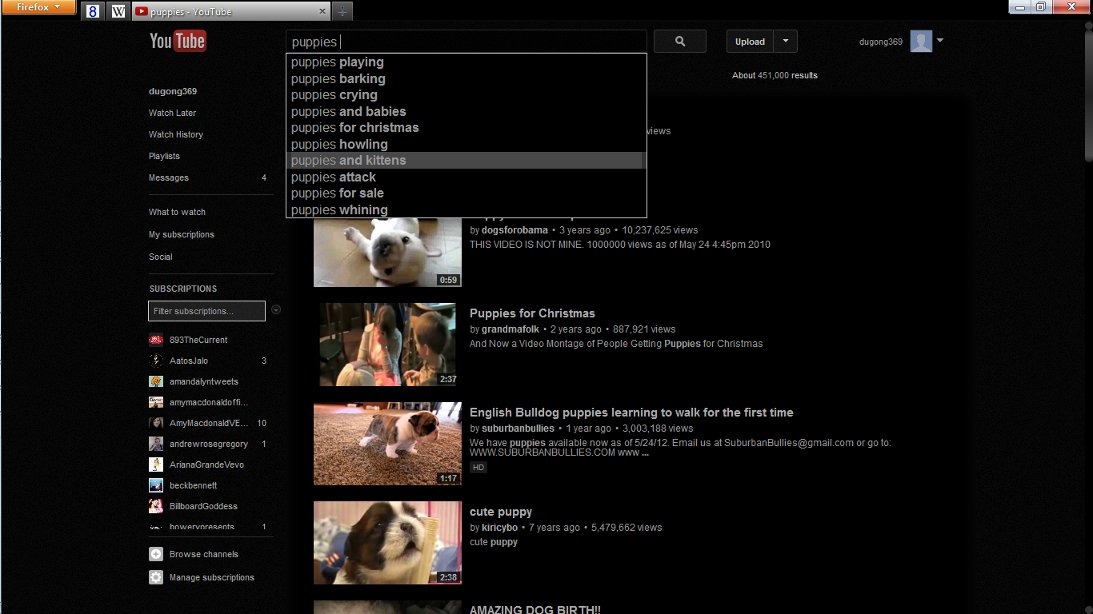 Firefox
8
W
puppies - YouTube
YouTube
puppies
Upload
dugong369
puppies playing
puppies barking
puppies crying
puppies and babies
puppies for christmas
puppies howling
puppies and kittens
puppies attack
puppies for sale
puppies whining
About 451,000 results
views
dugong369
Watch Later
Watch History
Playlists
Messages 4
What to watch
My subscriptions
Social
SUBSCRIPTIONS
Filter subscriptions...
893TheCurrent
AatosJalo 3
amandalyntweets
amymacdonaldoffi...
AmyMacdonaldVE... 10
andrewrosegregory 1
ArianaGrandeVevo
beckbennett
BillboardGoddess
bowerypresents 1
Browse channels
Manage subscriptions
by dogsforobama • 3 years ago • 10,237,625 views
THIS VIDEO IS NOT MINE. 1000000 views as of May 24 4:45pm 2010
0:59
Puppies for Christmas
by grandmafolk • 2 years ago • 887,921 views
And Now a Video Montage of People Getting Puppies for Christmas
2:37
English Bulldog puppies learning to walk for the first time
by suburbanbullies • 1 year ago • 3,003,188 views
We have puppies available now as of 5/24/12. Email us at SuburbanBullies@gmail.com or go to:
WWW.SUBURBANBULLIES.COM www ...
HD
1:17
cute puppy
by kiricybo • 7 years ago • 5,479,662 views
cute puppy
2:38
AMAZING DOG BIRTH!!